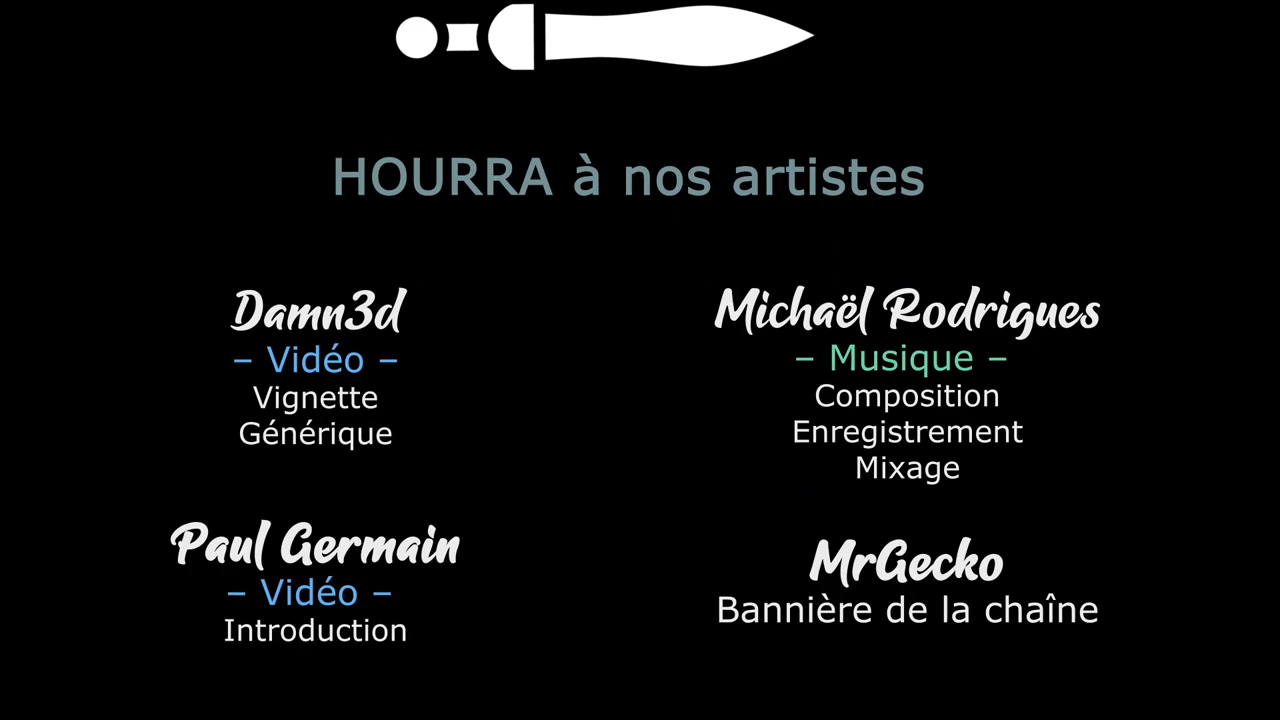 HOURRA à nos artistes
Damn3d
– Vidéo –
Vignette
Générique
Michaël Rodrigues
– Musique –
Composition
Enregistrement
Mixage
Paul Germain
– Vidéo –
Introduction
MrGecko
Bannière de la chaîne